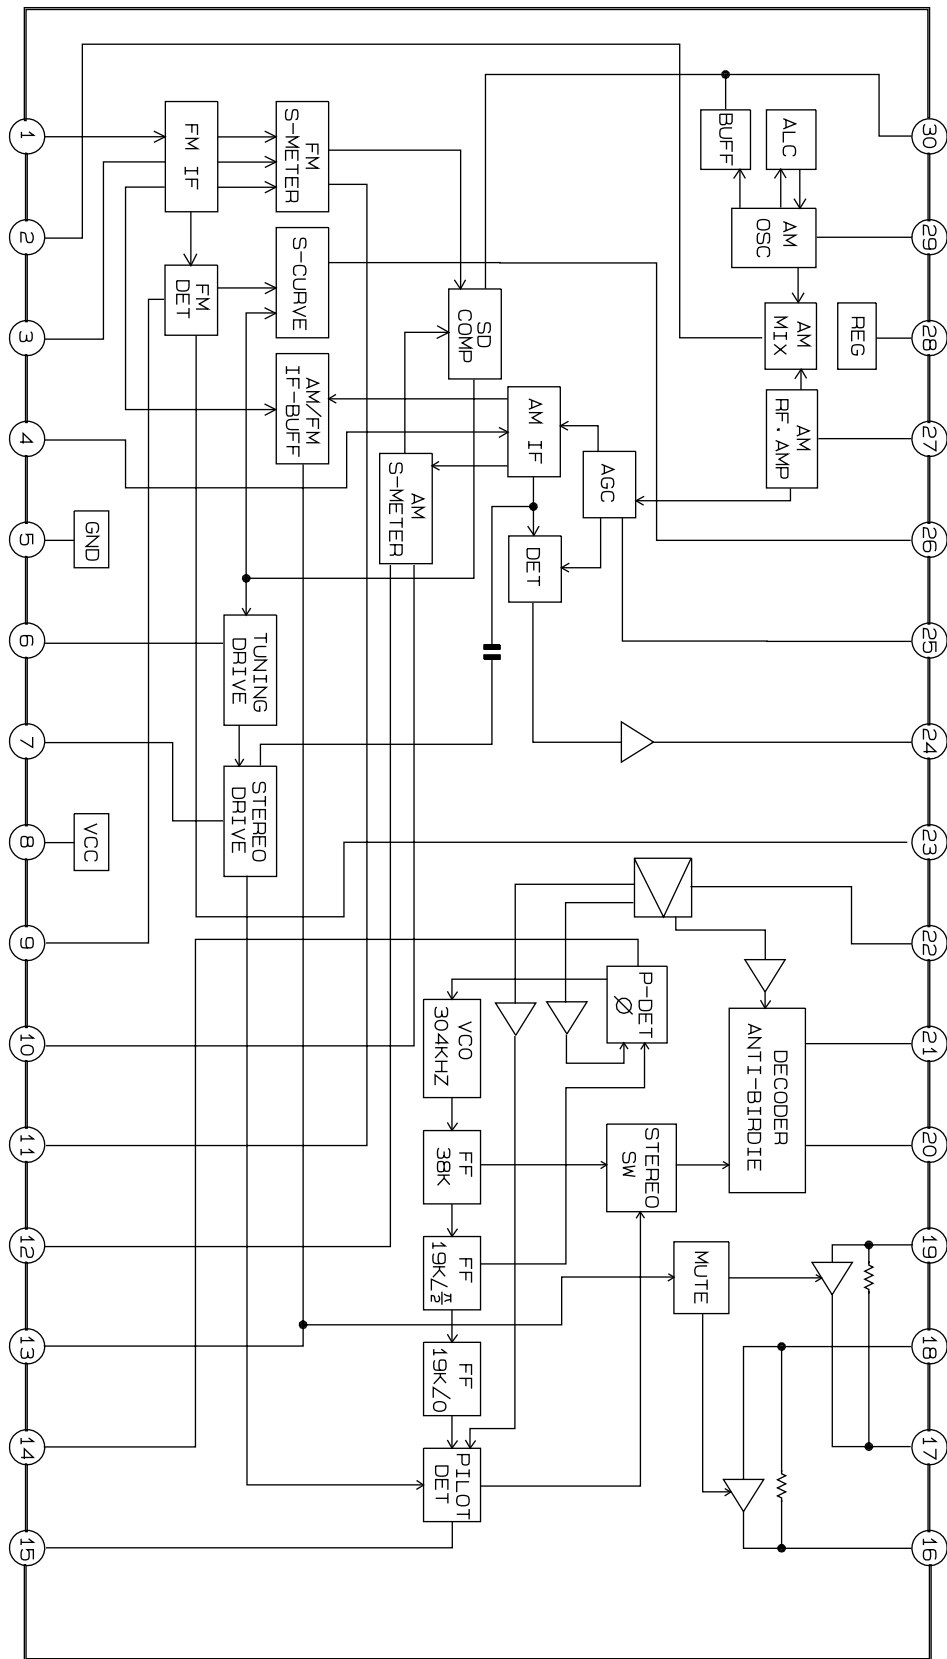 30
29
28
27
26
25
24
23
22
21
20
19
18
17
16
ALC
BUFF
AM
OSC
AM
MIX
REG
AM
RF.AMP
FM IF
FM
S-METER
FM
DET
S-CURVE
AM/FM
IF-BUFF
SD
COMP
AM IF
AGC
DET
AM
S-METER
GND
TUNING
DRIVE
STEREO
DRIVE
VCC
P-DET
Ø
VCO
304KHZ
DECODER
ANTI-BIRDIE
FF
38K
STEREO
SW
FF
19K/π/2
MUTE
FF
19K/0
PILOT
DET
1
2
3
4
5
6
7
8
9
10
11
12
13
14
15